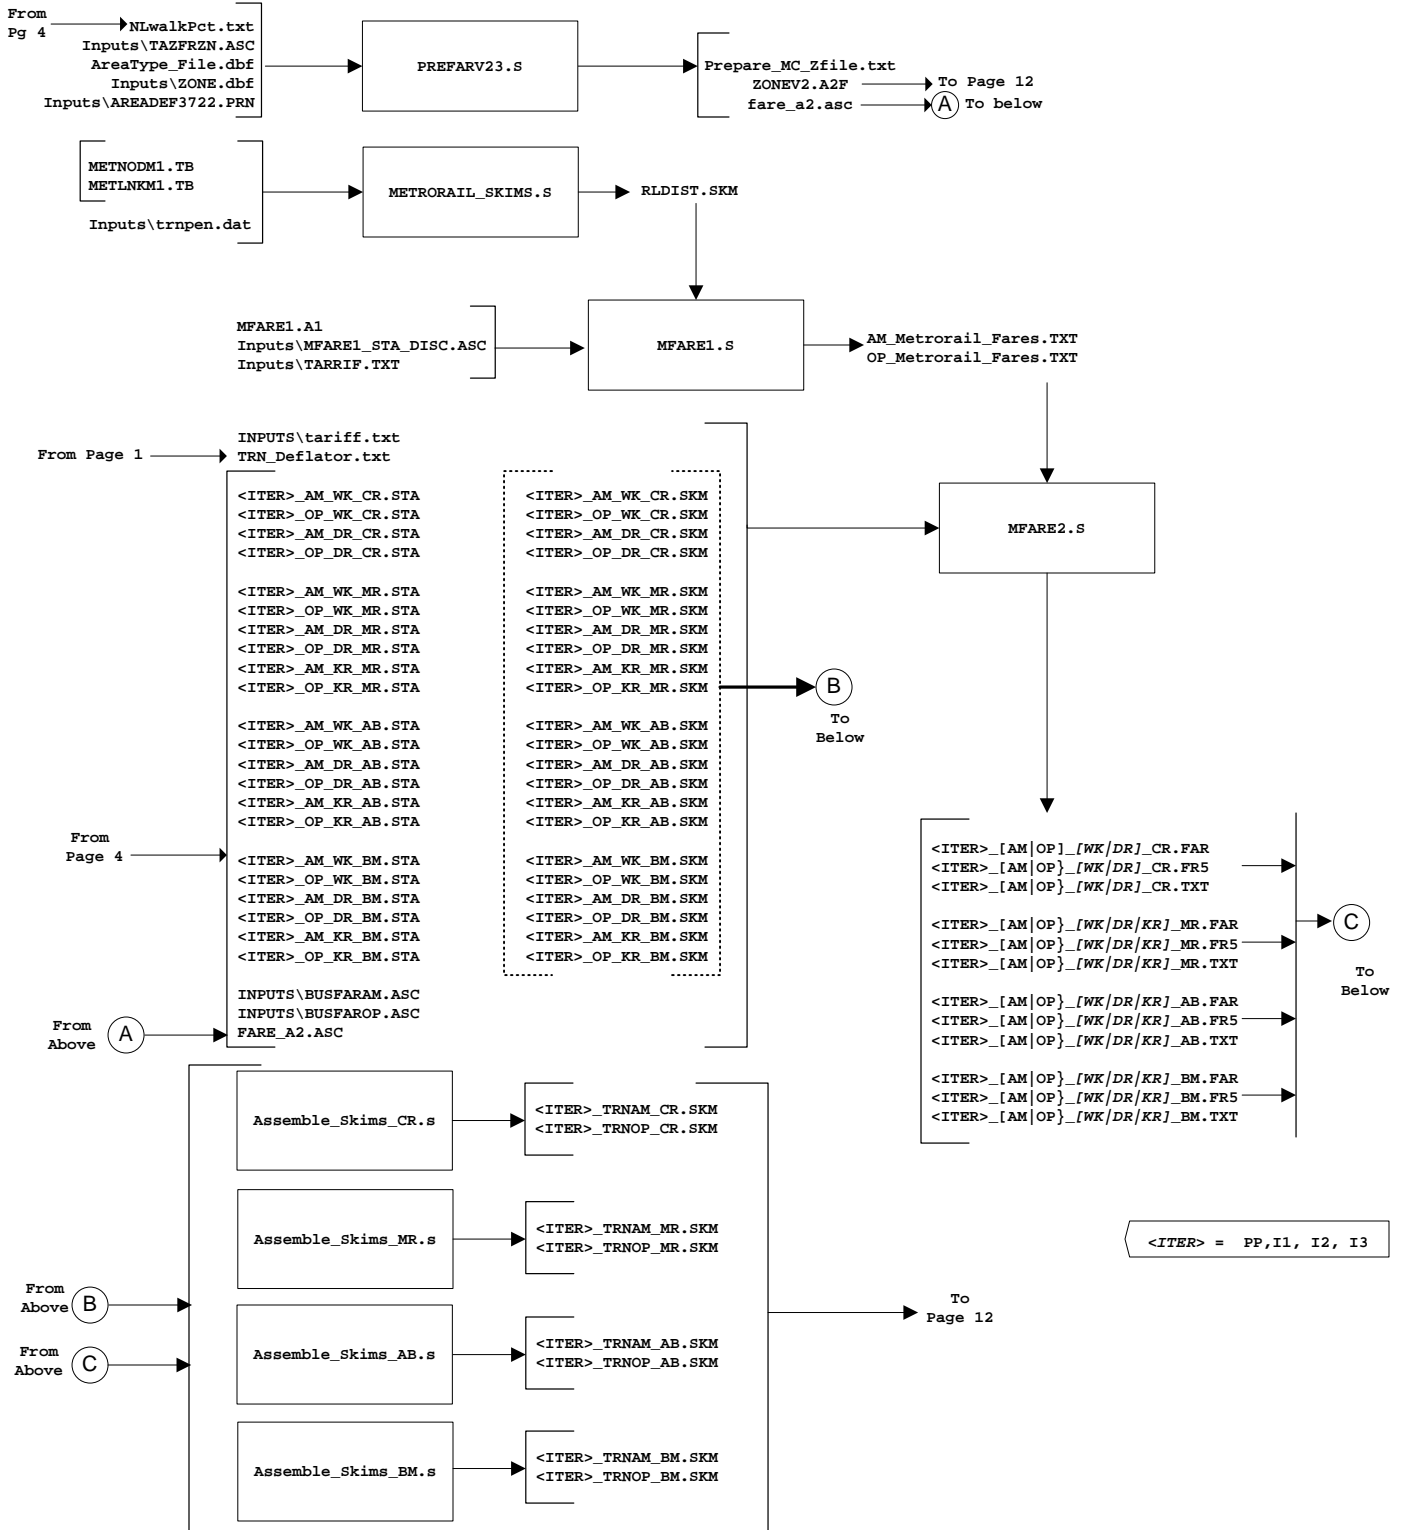 From
Pg 4
NLwalkPct.txt
Inputs\TAZFRZN.ASC
AreaType_File.dbf
Inputs\ZONE.dbf
Inputs\AREADEF3722.PRN
PREFARV23.S
Prepare_MC_Zfile.txt
ZONEV2.A2F
To Page 12
fare_a2.asc
A
To below
METNODM1.TB
METLNKM1.TB
Inputs\trnpen.dat
METRORAIL_SKIMS.S
RLDIST.SKM
MFARE1.A1
Inputs\MFARE1_STA_DISC.ASC
Inputs\TARRIF.TXT
MFARE1.S
AM_Metrorail_Fares.TXT
OP_Metrorail_Fares.TXT
From Page 1
INPUTS\tariff.txt
TRN_Deflator.txt
<ITER>_AM_WK_CR.STA
<ITER>_OP_WK_CR.STA
<ITER>_AM_DR_CR.STA
<ITER>_OP_DR_CR.STA
<ITER>_AM_WK_MR.STA
<ITER>_OP_WK_MR.STA
<ITER>_AM_DR_MR.STA
<ITER>_OP_DR_MR.STA
<ITER>_AM_KR_MR.STA
<ITER>_OP_KR_MR.STA
<ITER>_AM_WK_AB.STA
<ITER>_OP_WK_AB.STA
<ITER>_AM_DR_AB.STA
<ITER>_OP_DR_AB.STA
<ITER>_AM_KR_AB.STA
<ITER>_OP_KR_AB.STA
From
Page 4
<ITER>_AM_WK_BM.STA
<ITER>_OP_WK_BM.STA
<ITER>_AM_DR_BM.STA
<ITER>_OP_DR_BM.STA
<ITER>_AM_KR_BM.STA
<ITER>_OP_KR_BM.STA
INPUTS\BUSFARAM.ASC
INPUTS\BUSFAROP.ASC
FARE_A2.ASC
From
Above
A
<ITER>_AM_WK_CR.SKM
<ITER>_OP_WK_CR.SKM
<ITER>_AM_DR_CR.SKM
<ITER>_OP_DR_CR.SKM
<ITER>_AM_WK_MR.SKM
<ITER>_OP_WK_MR.SKM
<ITER>_AM_DR_MR.SKM
<ITER>_OP_DR_MR.SKM
<ITER>_AM_KR_MR.SKM
<ITER>_OP_KR_MR.SKM
<ITER>_AM_WK_AB.SKM
<ITER>_OP_WK_AB.SKM
<ITER>_AM_DR_AB.SKM
<ITER>_OP_DR_AB.SKM
<ITER>_AM_KR_AB.SKM
<ITER>_OP_KR_AB.SKM
<ITER>_AM_WK_BM.SKM
<ITER>_OP_WK_BM.SKM
<ITER>_AM_DR_BM.SKM
<ITER>_OP_DR_BM.SKM
<ITER>_AM_KR_BM.SKM
<ITER>_OP_KR_BM.SKM
B
To
Below
MFARE2.S
<ITER>_[AM|OP]_[WK/DR]_CR.FAR
<ITER>_[AM|OP}_[WK/DR]_CR.FR5
<ITER>_[AM|OP}_[WK/DR]_CR.TXT
<ITER>_[AM|OP}_[WK/DR/KR]_MR.FAR
<ITER>_[AM|OP}_[WK/DR/KR]_MR.FR5
<ITER>_[AM|OP}_[WK/DR/KR]_MR.TXT
<ITER>_[AM|OP}_[WK/DR/KR]_AB.FAR
<ITER>_[AM|OP}_[WK/DR/KR]_AB.FR5
<ITER>_[AM|OP}_[WK/DR/KR]_AB.TXT
<ITER>_[AM|OP}_[WK/DR/KR]_BM.FAR
<ITER>_[AM|OP}_[WK/DR/KR]_BM.FR5
<ITER>_[AM|OP}_[WK/DR/KR]_BM.TXT
C
To
Below
Assemble_Skims_CR.s
<ITER>_TRNAM_CR.SKM
<ITER>_TRNOP_CR.SKM
Assemble_Skims_MR.s
<ITER>_TRNAM_MR.SKM
<ITER>_TRNOP_MR.SKM
<ITER> = PP,I1, I2, I3
From
Above
B
From
Above
C
Assemble_Skims_AB.s
<ITER>_TRNAM_AB.SKM
<ITER>_TRNOP_AB.SKM
To
Page 12
Assemble_Skims_BM.s
<ITER>_TRNAM_BM.SKM
<ITER>_TRNOP_BM.SKM